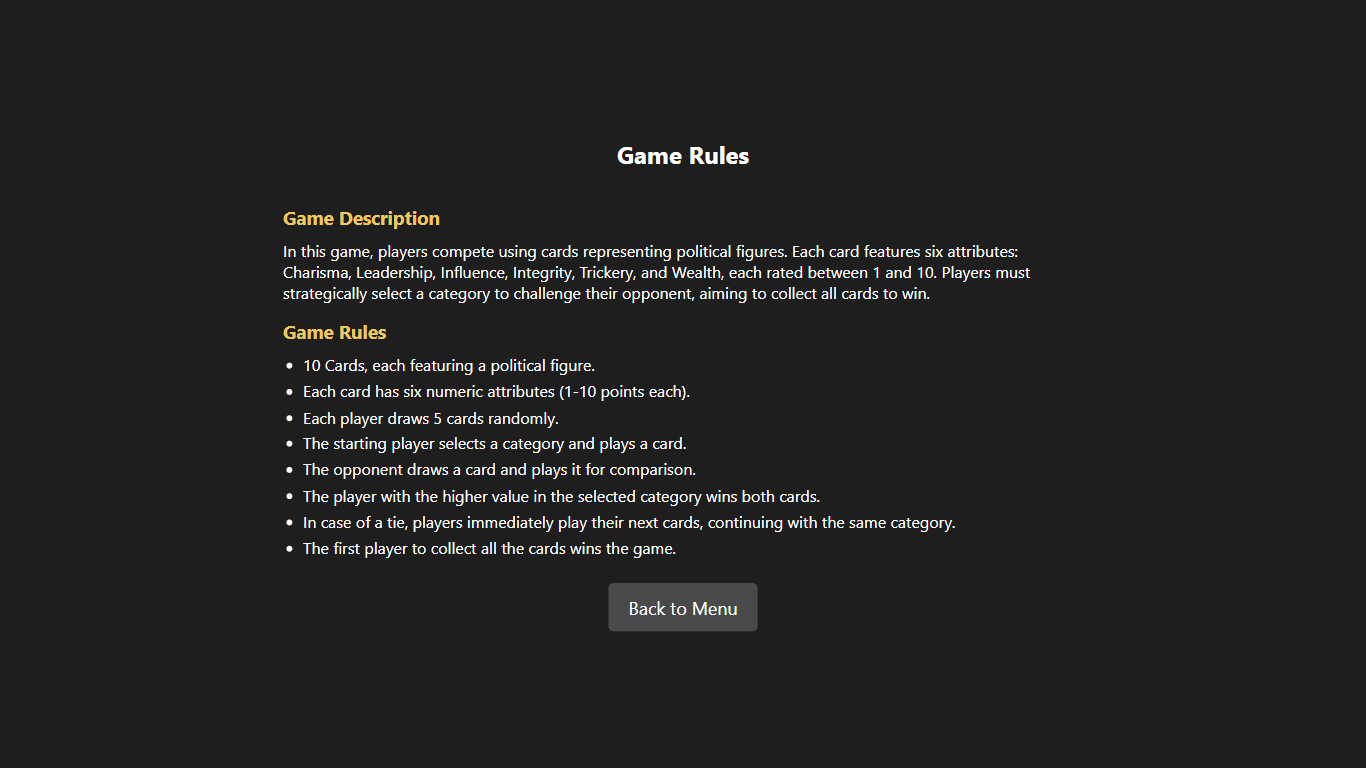 Game Rules
Game Description
In this game, players compete using cards representing political figures. Each card features six attributes:
Charisma, Leadership, Influence, Integrity, Trickery, and Wealth, each rated between 1 and 10. Players must
strategically select a category to challenge their opponent, aiming to collect all cards to win.
Game Rules
• 10 Cards, each featuring a political figure.
• Each card has six numeric attributes (1-10 points each).
• Each player draws 5 cards randomly.
• The starting player selects a category and plays a card.
• The opponent draws a card and plays it for comparison.
• The player with the higher value in the selected category wins both cards.
• In case of a tie, players immediately play their next cards, continuing with the same category.
• The first player to collect all the cards wins the game.
Back to Menu